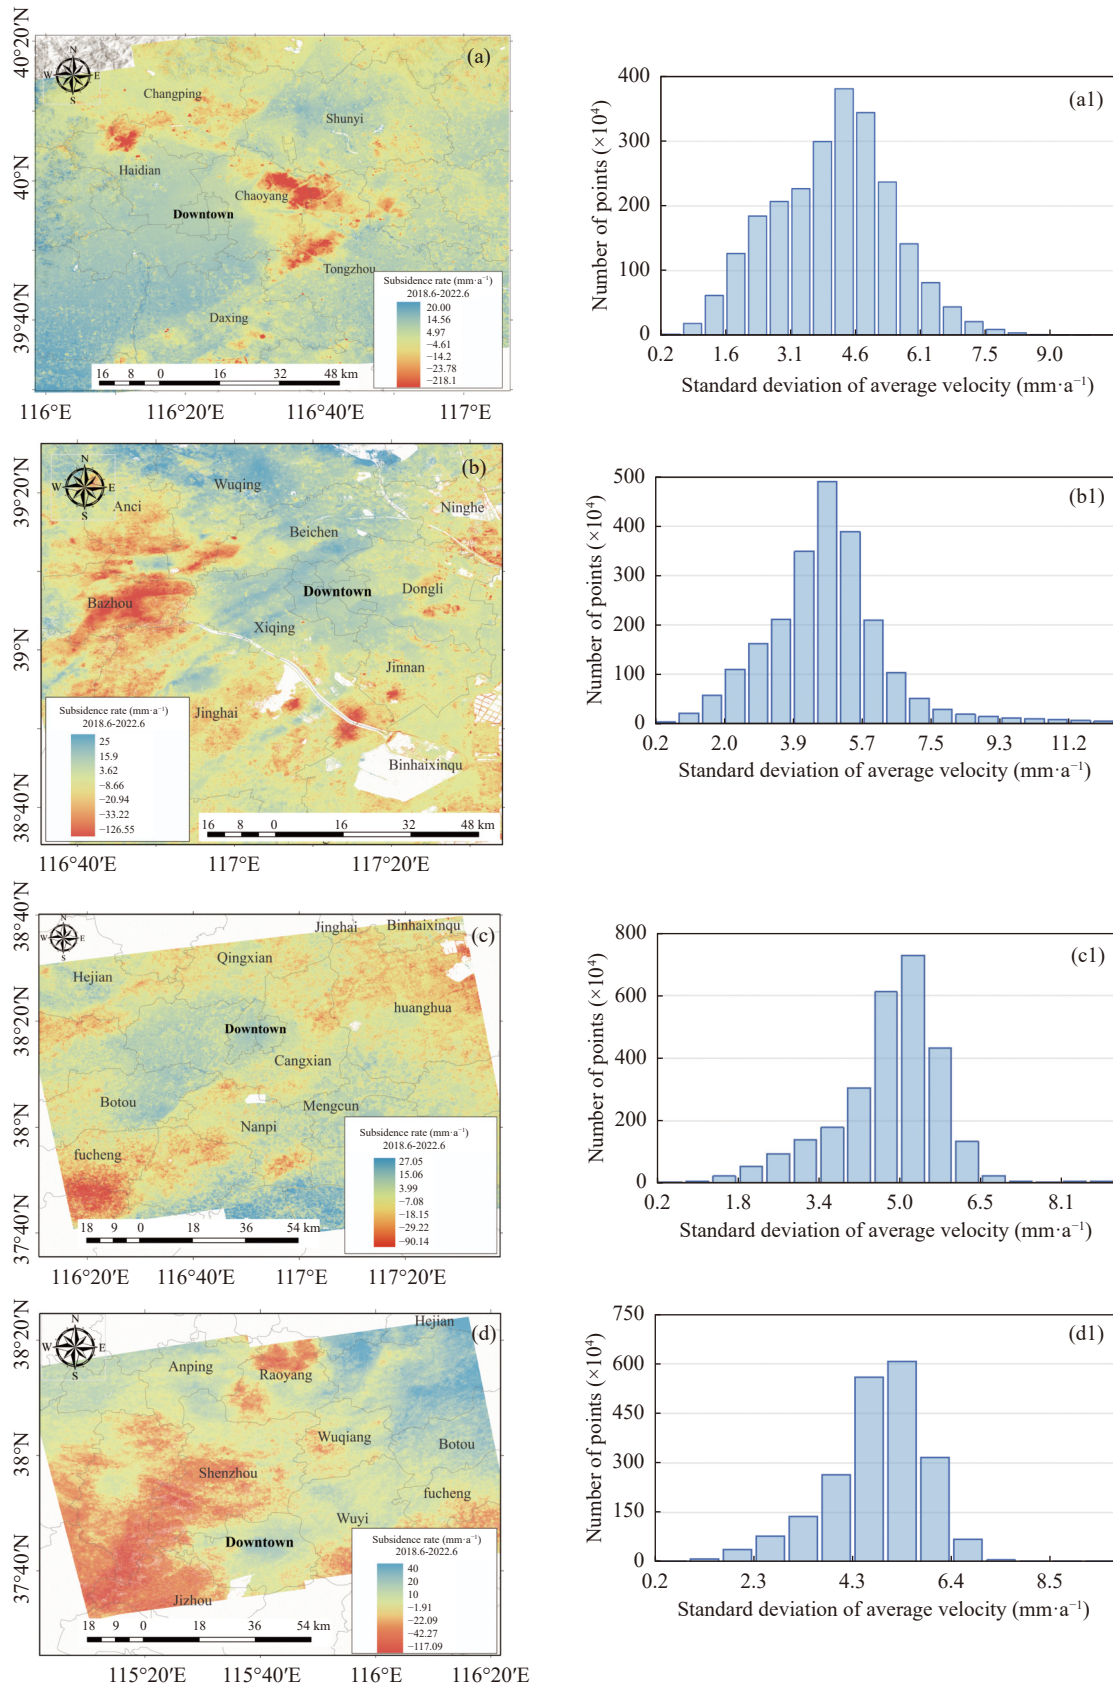 (a)
40°20′N
40°N
39°40′N
N
W E
S
Changping
Shunyi
Haidian
Chaoyang
Downtown
Tongzhou
Daxing
Subsidence rate (mm·a⁻¹)
2018.6-2022.6
20.00
14.56
4.97
−4.61
−14.2
−23.78
−218.1
16 8 0 16 32 48 km
116°E 116°20′E 116°40′E 117°E
(a1)
Number of points (×10⁴)
400
300
200
100
0
0.2 1.6 3.1 4.6 6.1 7.5 9.0
Standard deviation of average velocity (mm·a⁻¹)
(b)
39°20′N
39°N
38°40′N
N
W E
S
Wuqing
Anci
Ninghe
Beichen
Downtown
Dongli
Bazhou
Xiqing
Jinnan
Jinghai
Binhaixinqu
Subsidence rate (mm·a⁻¹)
2018.6-2022.6
25
15.9
3.62
−8.66
−20.94
−33.22
−126.55
16 8 0 16 32 48 km
116°40′E 117°E 117°20′E
(b1)
Number of points (×10⁴)
500
400
300
200
100
0
0.2 2.0 3.9 5.7 7.5 9.3 11.2
Standard deviation of average velocity (mm·a⁻¹)
(c)
38°40′N
38°20′N
38°N
37°40′N
N
W E
S
Jinghai
Binhaixinqu
Qingxian
Hejian
huanghua
Downtown
Cangxian
Botou
Mengcun
Nanpi
fucheng
Subsidence rate (mm·a⁻¹)
2018.6-2022.6
27.05
15.06
3.99
−7.08
−18.15
−29.22
−90.14
18 9 0 18 36 54 km
116°20′E 116°40′E 117°E 117°20′E
(c1)
Number of points (×10⁴)
800
600
400
200
0
0.2 1.8 3.4 5.0 6.5 8.1
Standard deviation of average velocity (mm·a⁻¹)
(d)
38°20′N
38°N
37°40′N
N
W E
S
Hejian
Anping
Raoyang
Wuqiang
Botou
Shenzhou
fucheng
Wuyi
Downtown
Jizhou
Subsidence rate (mm·a⁻¹)
2018.6-2022.6
40
20
10
−1.91
−22.09
−42.27
−117.09
18 9 0 18 36 54 km
115°20′E 115°40′E 116°E 116°20′E
(d1)
Number of points (×10⁴)
750
600
450
300
150
0
0.2 2.3 4.3 6.4 8.5
Standard deviation of average velocity (mm·a⁻¹)